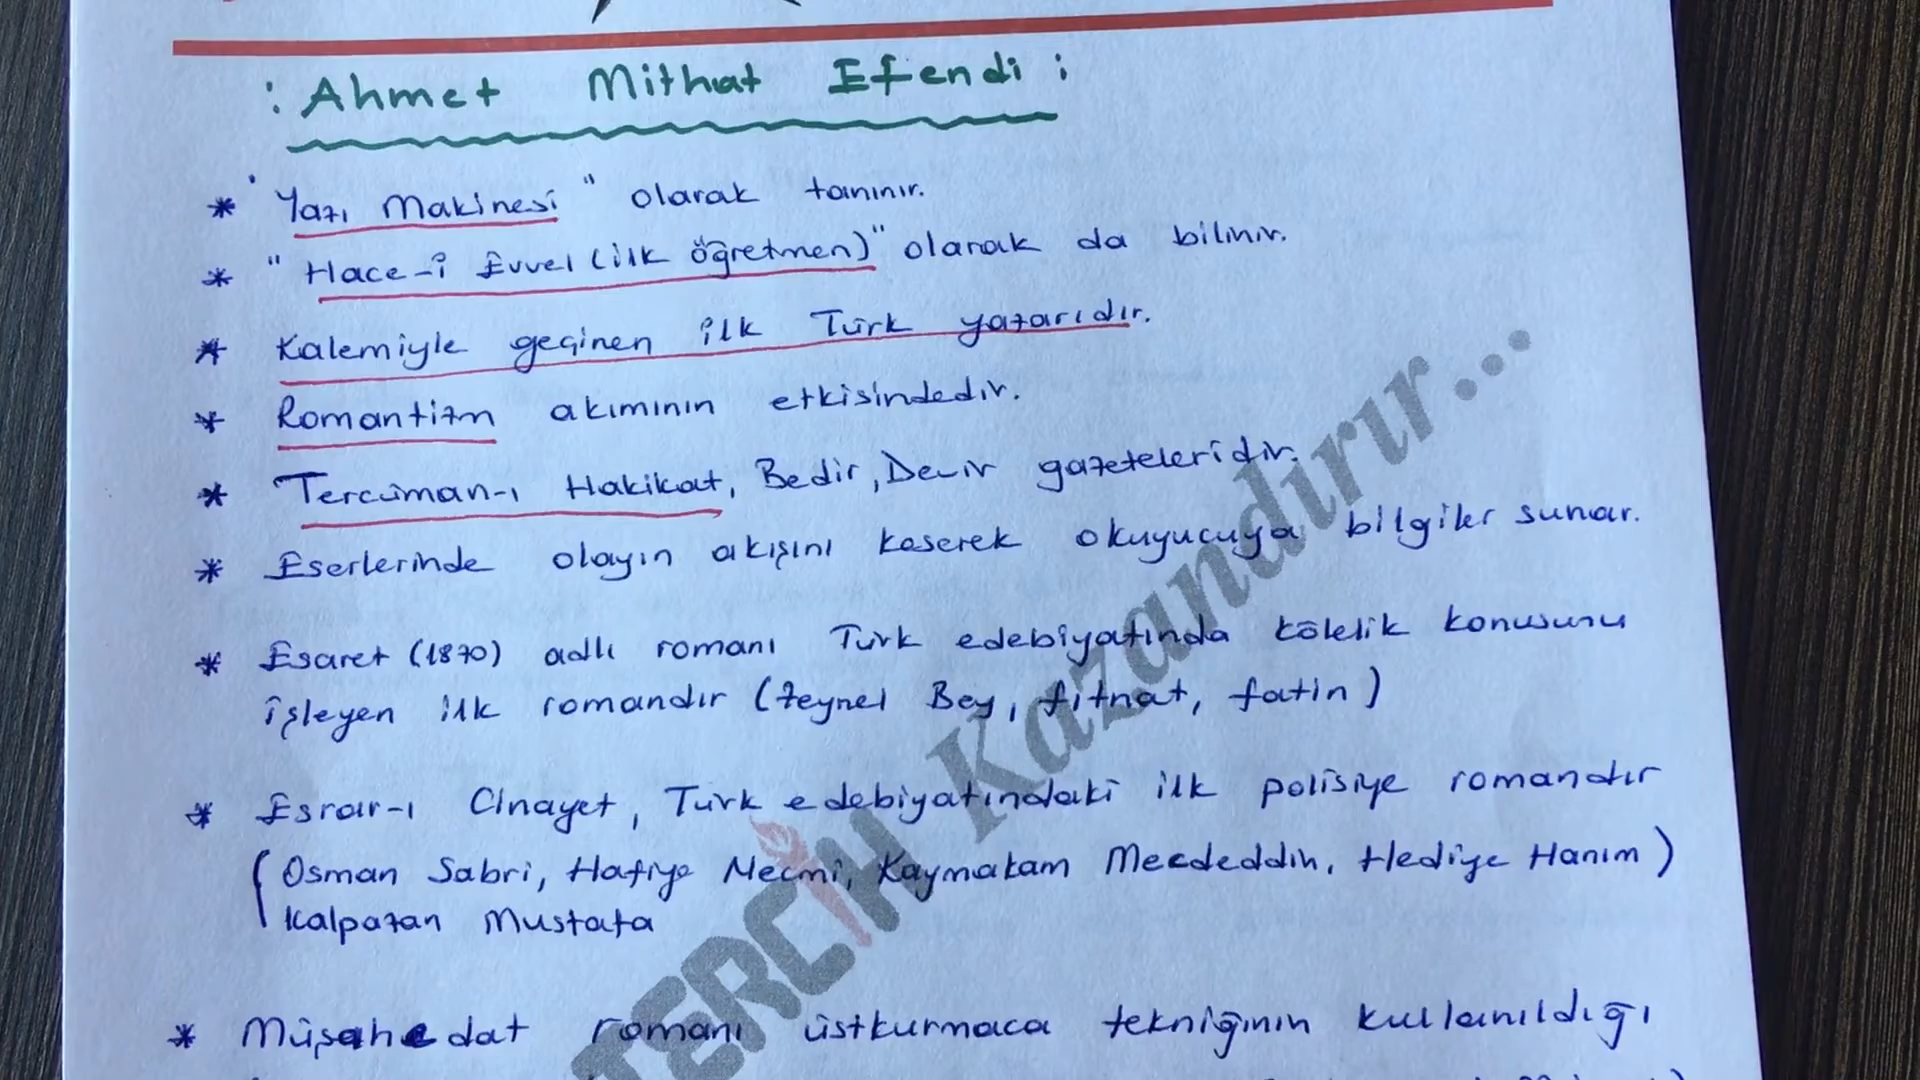 : Ahmet Mithat Efendi :
* "Yazı Makinesi" olarak tanınır.
* "Hace-î Evvel (ilk öğretmen)" olarak da bilinir.
* Kalemiyle geçinen ilk Türk yazarıdır.
* Romantizm akımının etkisindedir.
* Tercüman-ı Hakikat, Bedir, Devir gazeteleridir.
* Eserlerinde olayın akışını keserek okuyucuya bilgiler sunar.
* Esaret (1870) adlı romanı Türk edebiyatında kölelik konusunu
işleyen ilk romandır (Zeynel Bey, Fitnat, Fatin)
* Esrar-ı Cinayet, Türk edebiyatındaki ilk polisiye romandır
(Osman Sabri, Hafiye Necmi, Kaymakam Mecdeddin, Hediye Hanım)
Kalpazan Mustafa
* Müşahedat romanı üstkurmaca tekniğinin kullanıldığı
TERCİH Kazandırır...